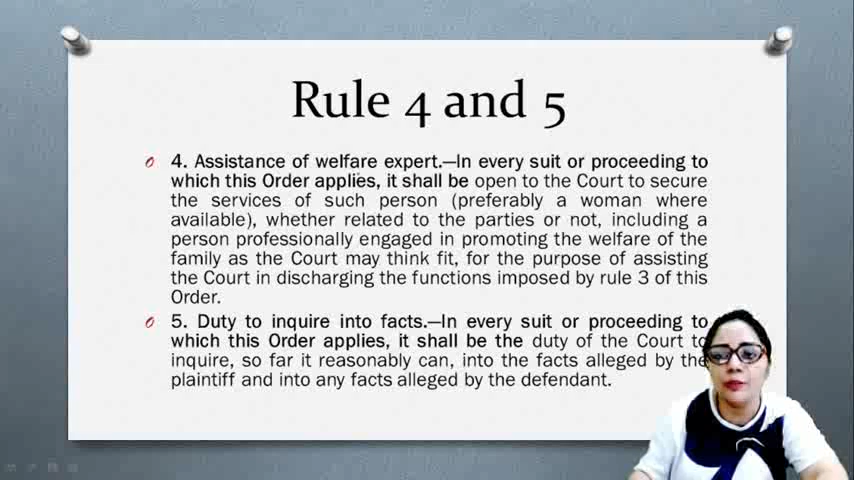 Rule 4 and 5
4. Assistance of welfare expert.—In every suit or proceeding to
which this Order applies, it shall be open to the Court to secure
the services of such person (preferably a woman where
available), whether related to the parties or not, including a
person professionally engaged in promoting the welfare of the
family as the Court may think fit, for the purpose of assisting
the Court in discharging the functions imposed by rule 3 of this
Order.
5. Duty to inquire into facts.—In every suit or proceeding to
which this Order applies, it shall be the duty of the Court to
inquire, so far it reasonably can, into the facts alleged by the
plaintiff and into any facts alleged by the defendant.